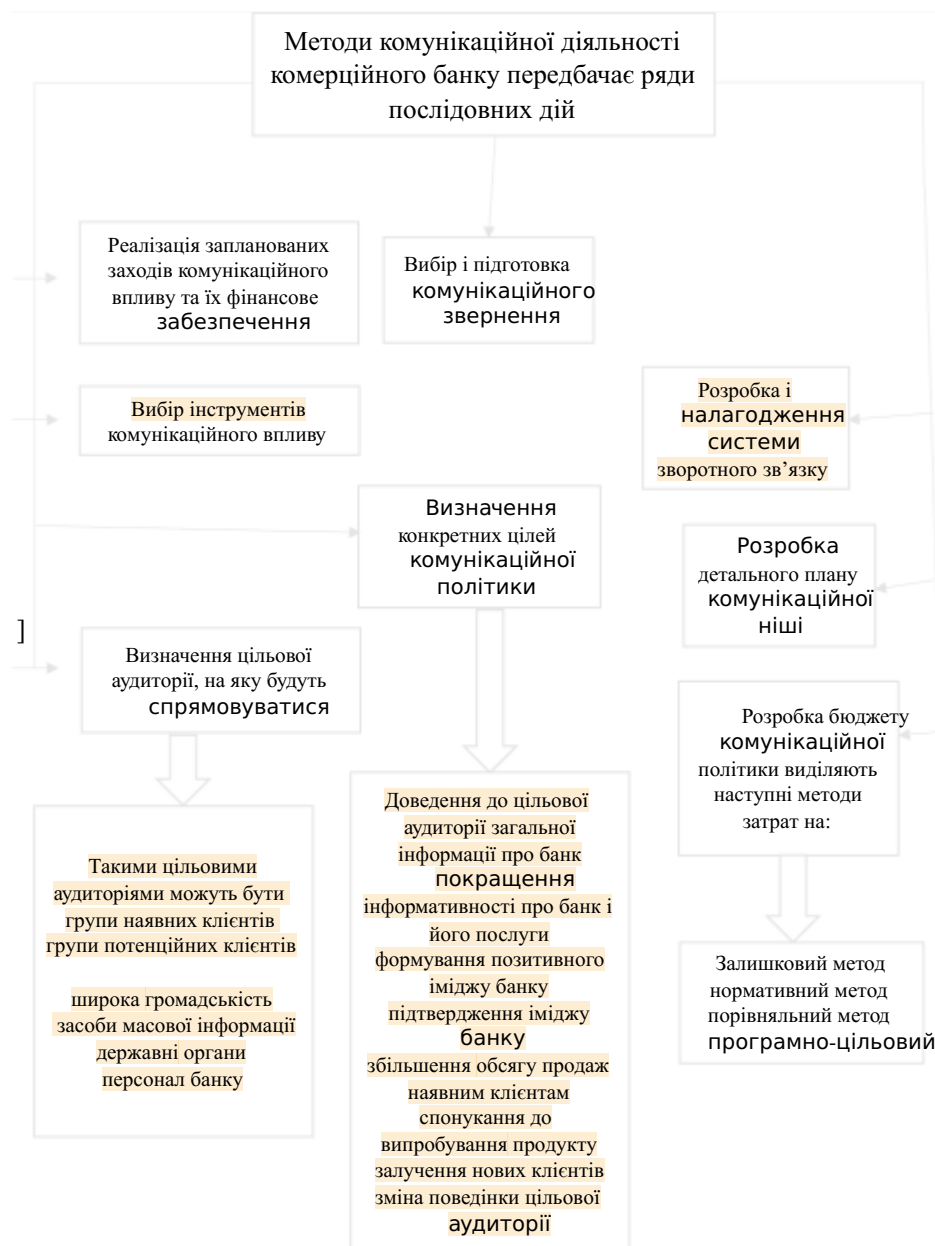 Методи комунікаційної діяльності
комерційного банку передбачає ряди
послідовних дій
Реалізація запланованих
заходів комунікаційного
впливу та їх фінансове
забезпечення
Вибір і підготовка
комунікаційного
звернення
Вибір інструментів
комунікаційного впливу
Розробка і
налагодження
системи
зворотного зв’язку
Визначення
конкретних цілей
комунікаційної
політики
Розробка
детального плану
комунікаційної
ніші
]
Визначення цільової
аудиторії, на яку будуть
спрямовуватися
Розробка бюджету
комунікаційної
політики виділяють
наступні методи
затрат на:
Такими цільовими
аудиторіями можуть бути
групи наявних клієнтів
групи потенційних клієнтів
широка громадськість
засоби масової інформації
державні органи
персонал банку
Доведення до цільової
аудиторії загальної
інформації про банк
покращення
інформативності про банк і
його послуги
формування позитивного
іміджу банку
підтвердження іміджу
банку
збільшення обсягу продаж
наявним клієнтам
спонукання до
випробування продукту
залучення нових клієнтів
зміна поведінки цільової
аудиторії
Залишковий метод
нормативний метод
порівняльний метод
програмно-цільовий